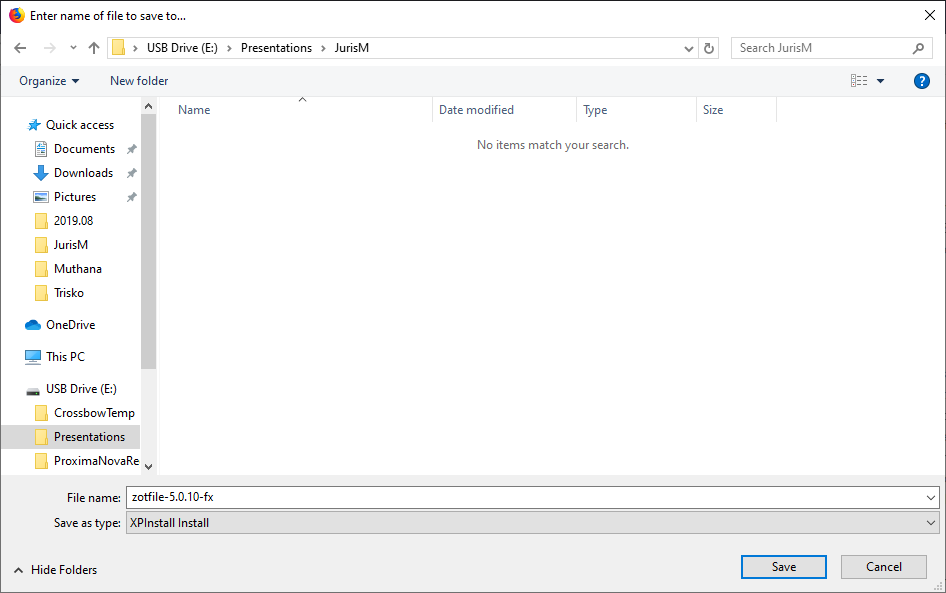 Enter name of file to save to...
USB Drive (E:) Presentations JurisM
Search JurisM
Organize New folder
?
Name Date modified Type Size
No items match your search.
Quick access
Documents
Downloads
Pictures
2019.08
JurisM
Muthana
Trisko
OneDrive
This PC
USB Drive (E:)
CrossbowTemp
Presentations
ProximaNovaRe
File name: zotfile-5.0.10-fx
Save as type: XPInstall Install
Hide Folders
Save Cancel